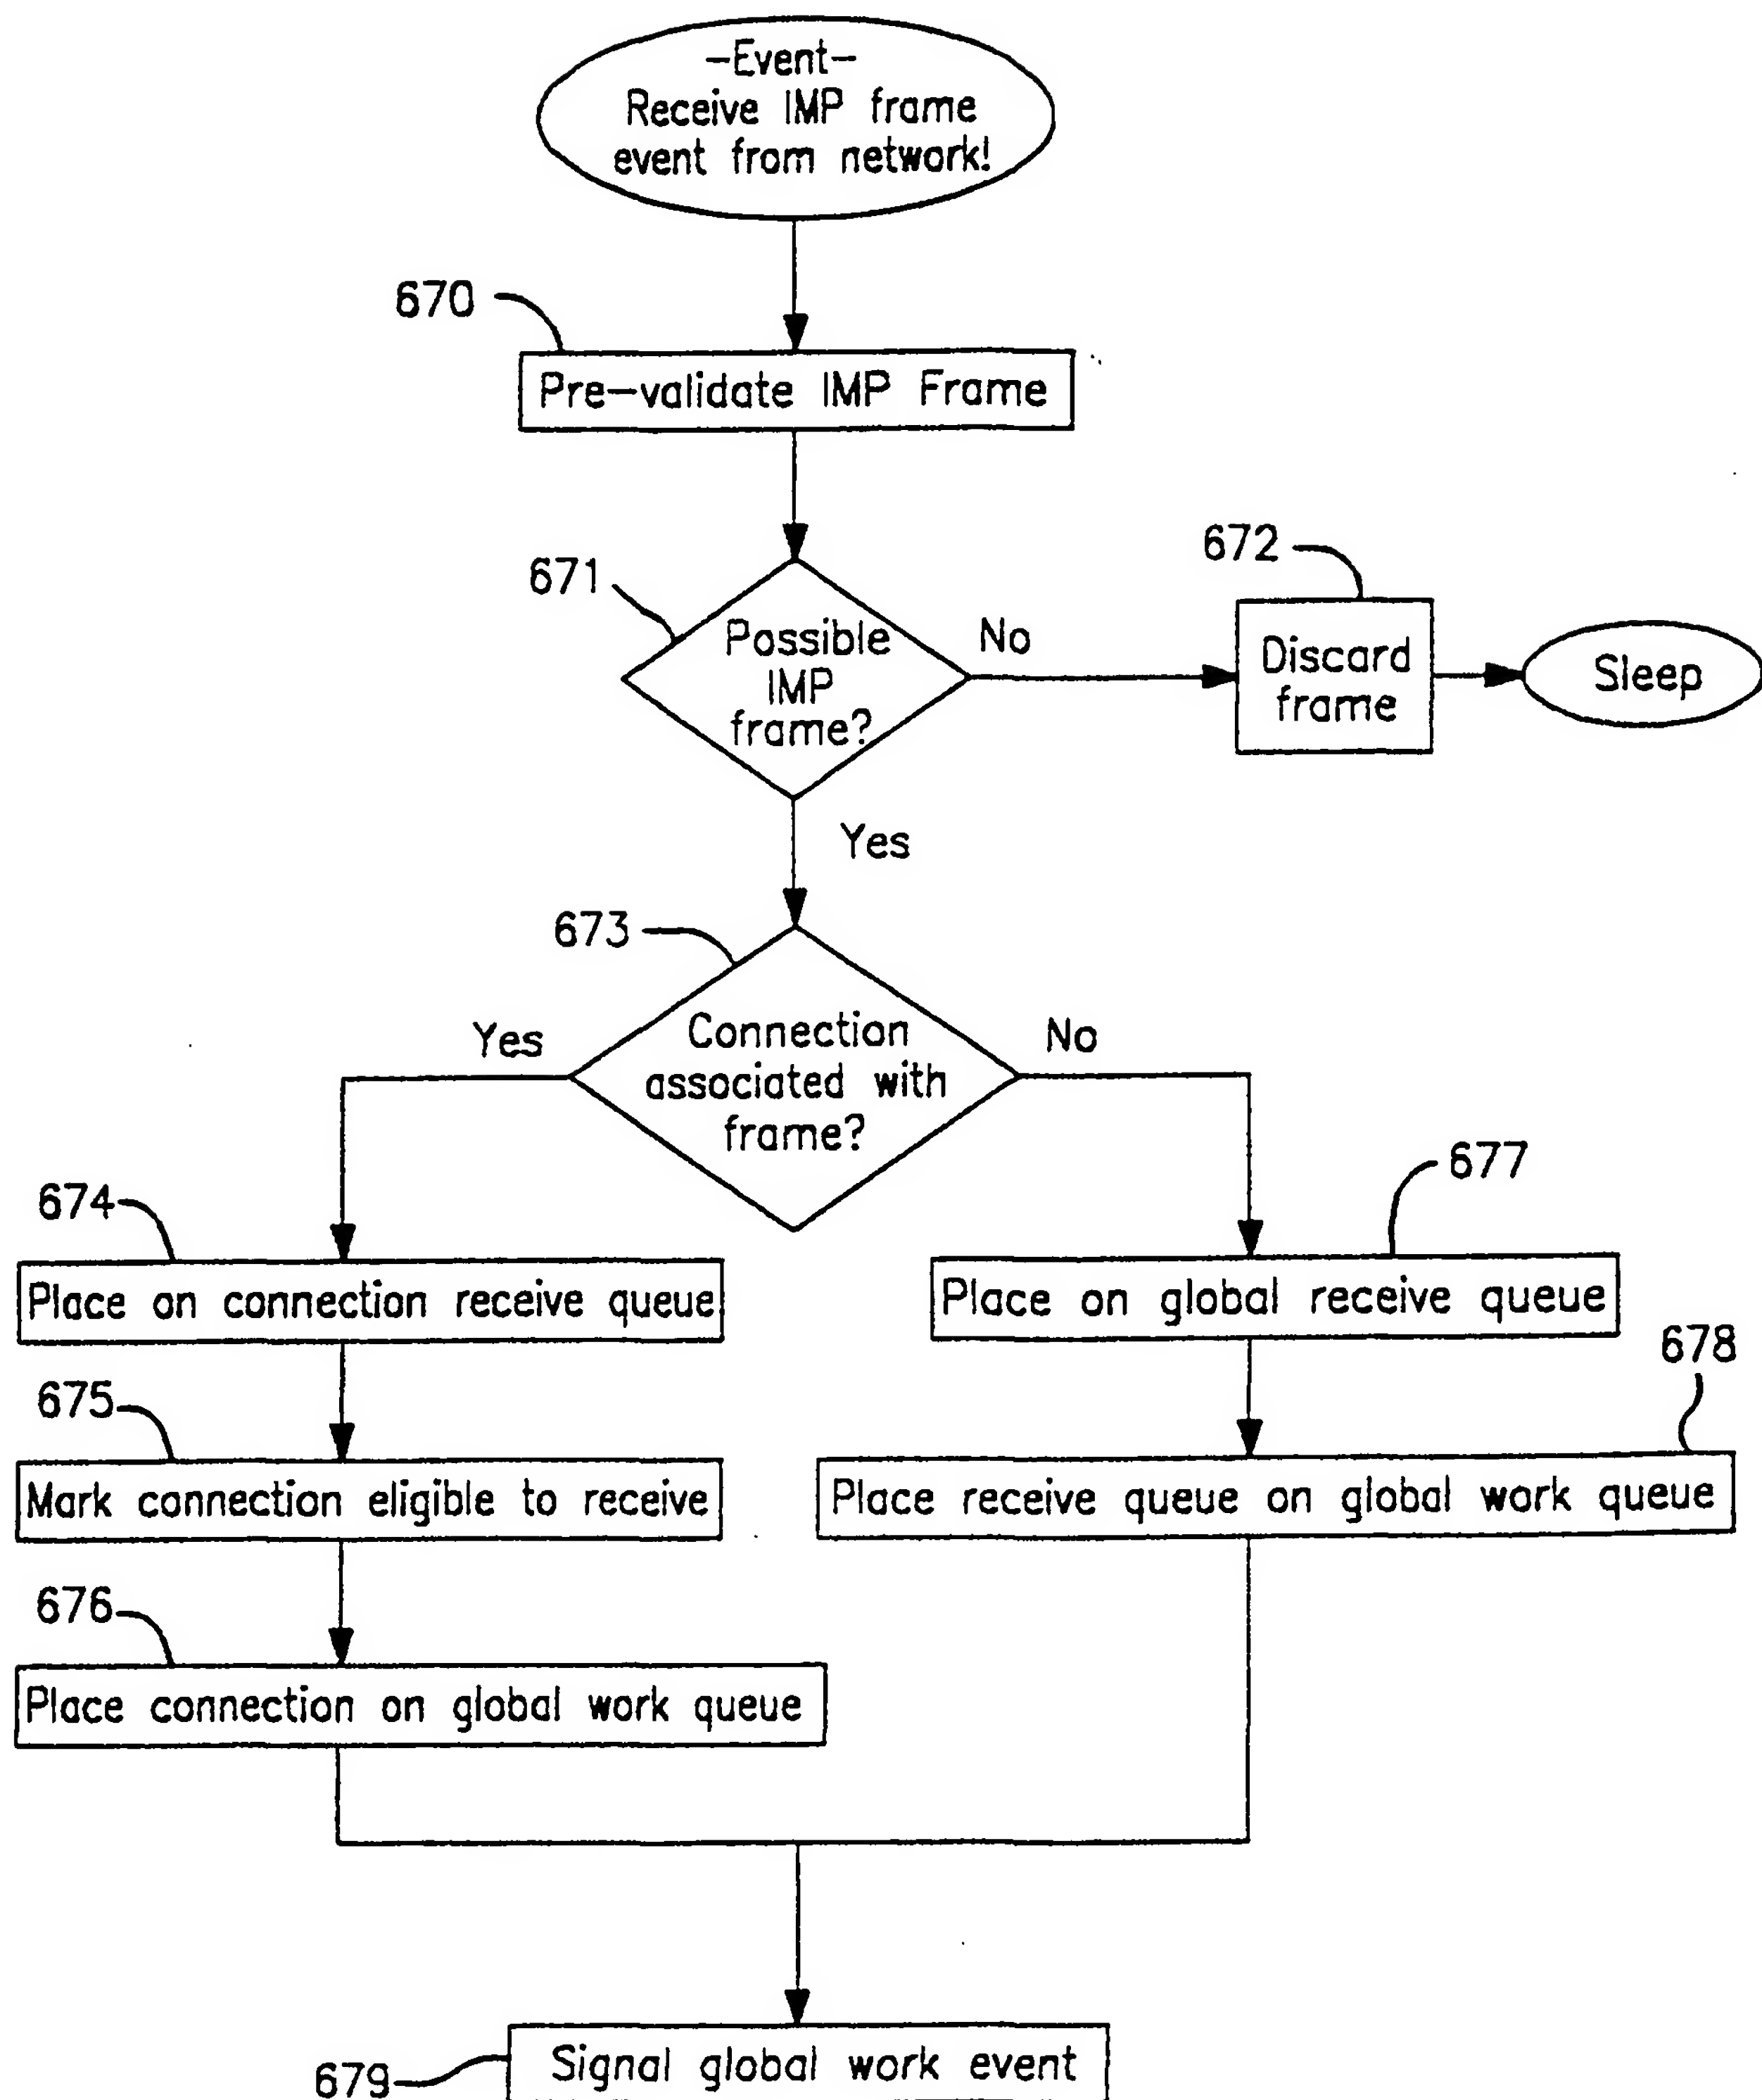 –Event–
Receive IMP frame
event from network!
670
Pre–validate IMP Frame
671
Possible
IMP
frame?
No
672
Discard
frame
Sleep
Yes
673
Connection
associated with
frame?
Yes
No
674
Place on connection receive queue
677
Place on global receive queue
675
Mark connection eligible to receive
678
Place receive queue on global work queue
676
Place connection on global work queue
679
Signal global work event